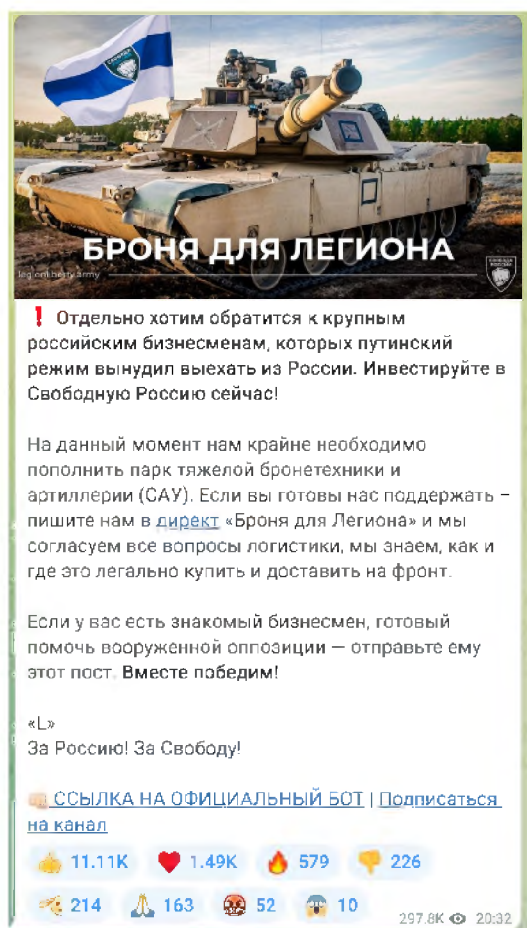 БРОНЯ ДЛЯ ЛЕГИОНА
legionliberty.army
❗ Отдельно хотим обратится к крупным
российским бизнесменам, которых путинский
режим вынудил выехать из России. Инвестируйте в
Свободную Россию сейчас!
На данный момент нам крайне необходимо
пополнить парк тяжелой бронетехники и
артиллерии (САУ). Если вы готовы нас поддержать –
пишите нам в директ «Броня для Легиона» и мы
согласуем все вопросы логистики, мы знаем, как и
где это легально купить и доставить на фронт.
Если у вас есть знакомый бизнесмен, готовый
помочь вооруженной оппозиции — отправьте ему
этот пост. Вместе победим!
«L»
За Россию! За Свободу!
ССЫЛКА НА ОФИЦИАЛЬНЫЙ БОТ | Подписаться
на канал
11.11K 1.49K 579 226
214 163 52 10
297.8K 20:32